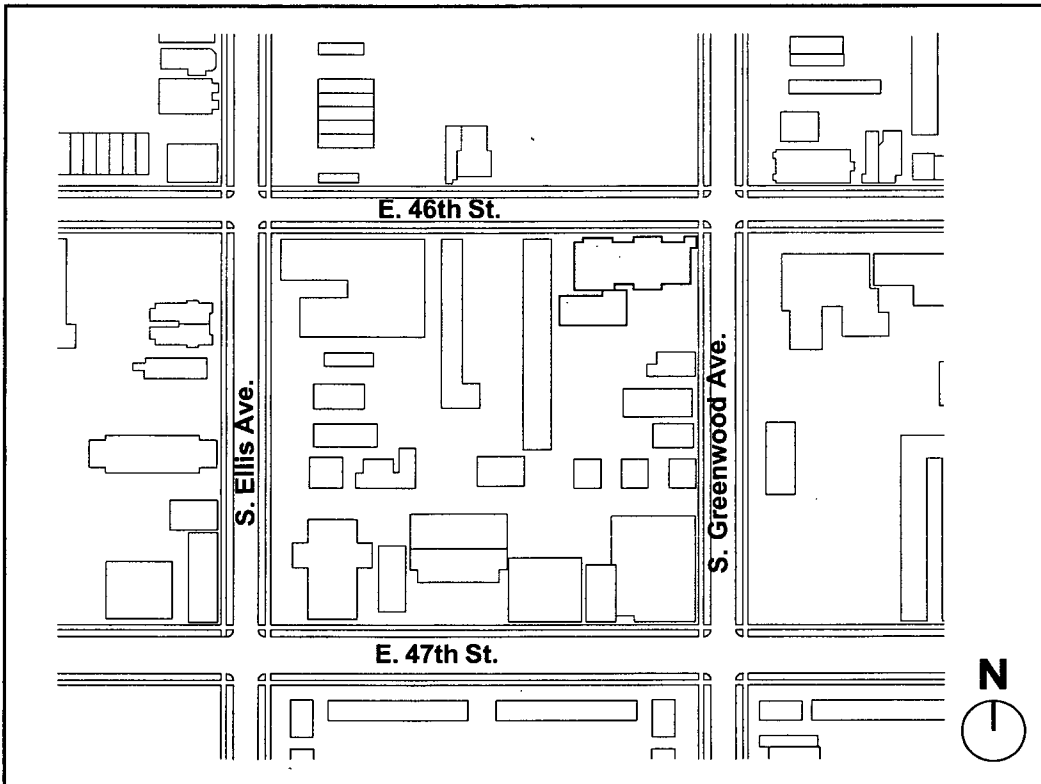 E. 46th St.
S. Ellis Ave.
S. Greenwood Ave.
E. 47th St.
N